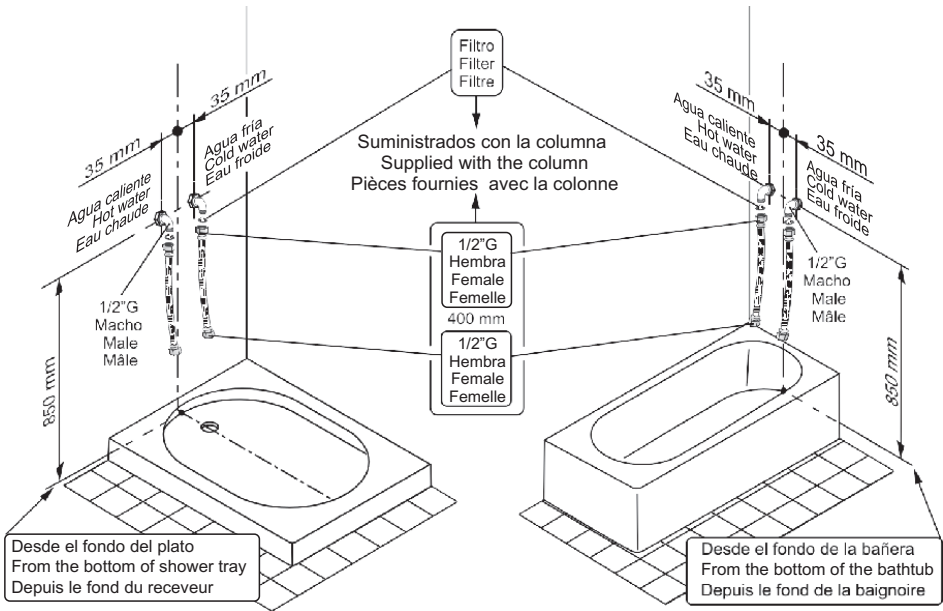 Filtro
Filter
Filtre
Suministrados con la columna
Supplied with the column
Pièces fournies avec la colonne
35 mm
35 mm
Agua caliente
Hot water
Eau chaude
Agua fría
Cold water
Eau froide
1/2"G
Macho
Male
Mâle
850 mm
1/2"G
Hembra
Female
Femelle
400 mm
1/2"G
Hembra
Female
Femelle
35 mm
35 mm
Agua caliente
Hot water
Eau chaude
Agua fría
Cold water
Eau froide
1/2"G
Macho
Male
Mâle
850 mm
Desde el fondo del plato
From the bottom of shower tray
Depuis le fond du receveur
Desde el fondo de la bañera
From the bottom of the bathtub
Depuis le fond de la baignoire